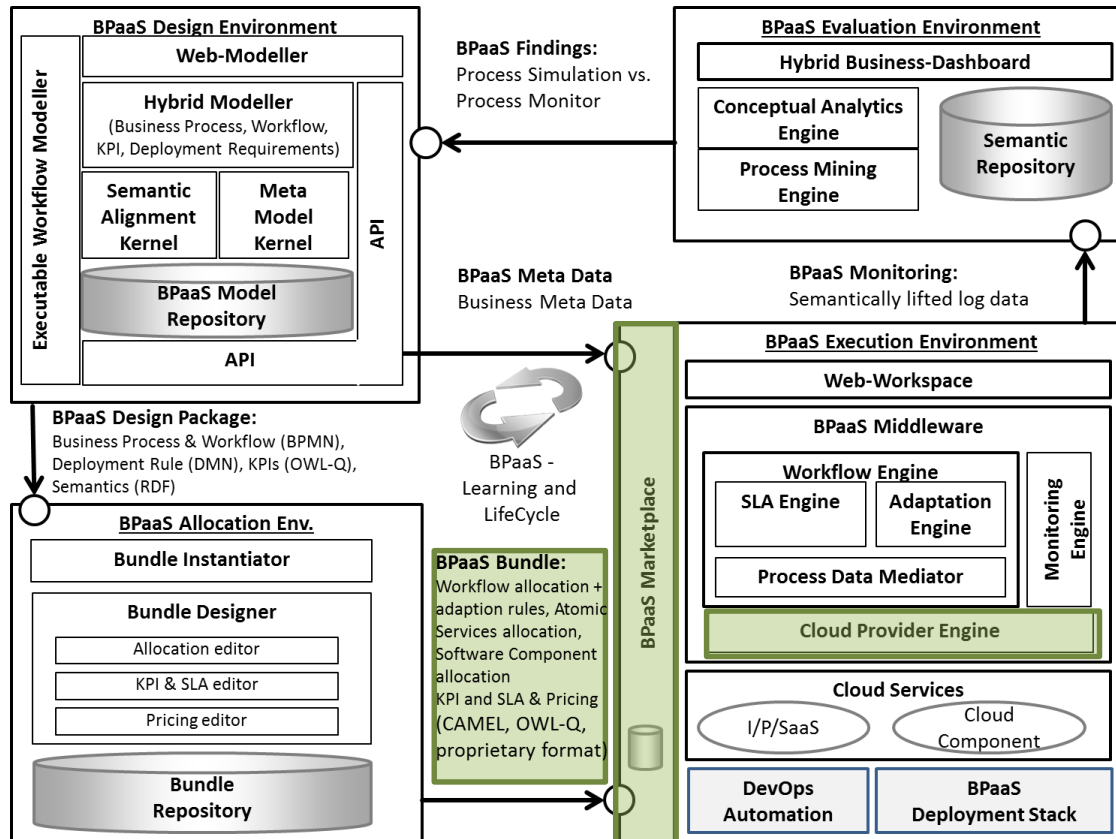 BPaaS Design Environment
Executable Workflow Modeller
Web-Modeller
Hybrid Modeller
(Business Process, Workflow,
KPI, Deployment Requirements)
Semantic
Alignment
Kernel
Meta
Model
Kernel
API
BPaaS Model
Repository
API
BPaaS Findings:
Process Simulation vs.
Process Monitor
BPaaS Evaluation Environment
Hybrid Business-Dashboard
Conceptual Analytics
Engine
Process Mining
Engine
Semantic
Repository
BPaaS Meta Data
Business Meta Data
BPaaS Monitoring:
Semantically lifted log data
BPaaS Design Package:
Business Process & Workflow (BPMN),
Deployment Rule (DMN), KPIs (OWL-Q),
Semantics (RDF)
BPaaS -
Learning and
LifeCycle
BPaaS Allocation Env.
Bundle Instantiator
Bundle Designer
Allocation editor
KPI & SLA editor
Pricing editor
Bundle
Repository
BPaaS Bundle:
Workflow allocation +
adaption rules, Atomic
Services allocation,
Software Component
allocation
KPI and SLA & Pricing
(CAMEL, OWL-Q,
proprietary format)
BPaaS Marketplace
BPaaS Execution Environment
Web-Workspace
BPaaS Middleware
Workflow Engine
SLA Engine
Adaptation
Engine
Process Data Mediator
Monitoring
Engine
Cloud Provider Engine
Cloud Services
I/P/SaaS
Cloud
Component
DevOps
Automation
BPaaS
Deployment Stack